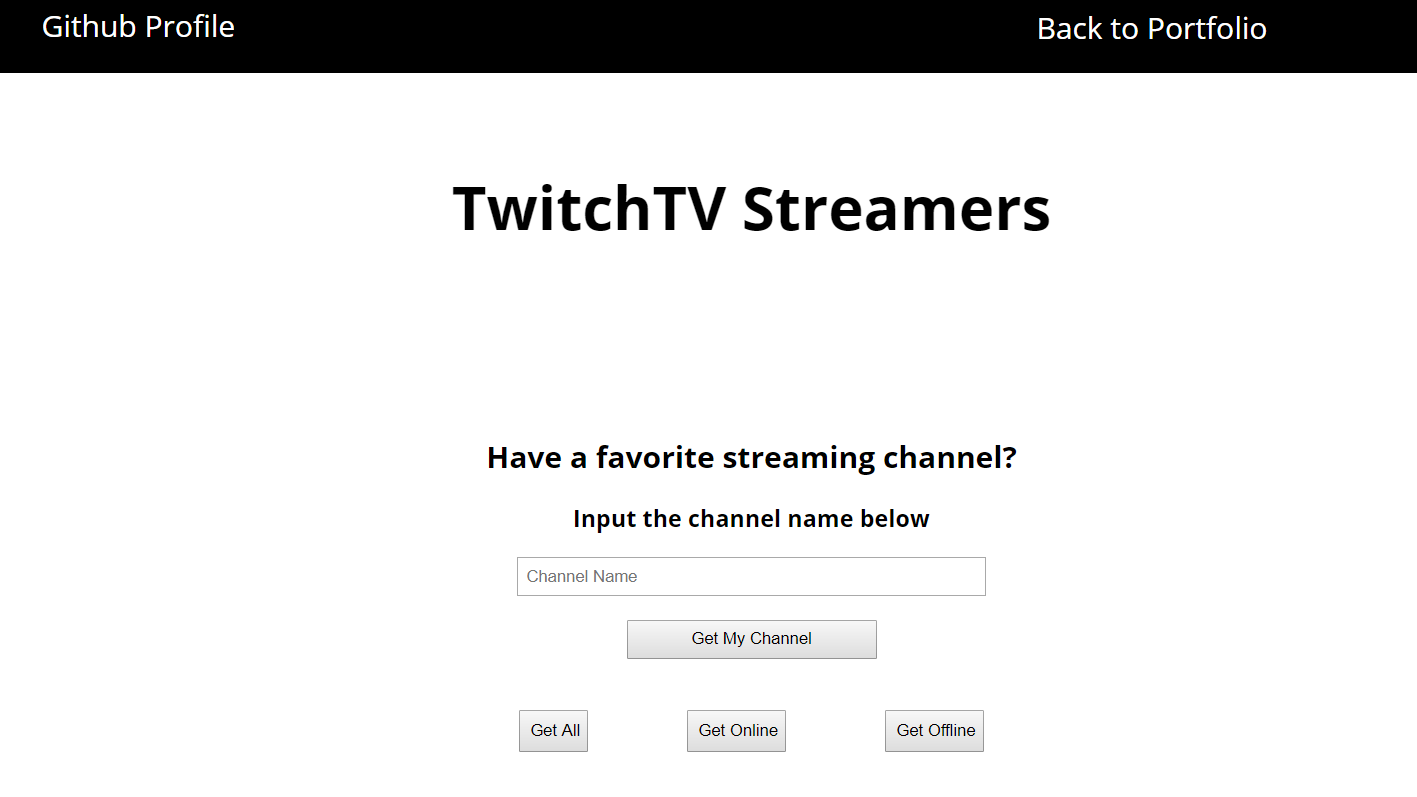 Github Profile
Back to Portfolio
TwitchTV Streamers
Have a favorite streaming channel?
Input the channel name below
Channel Name
Get My Channel
Get All
Get Online
Get Offline